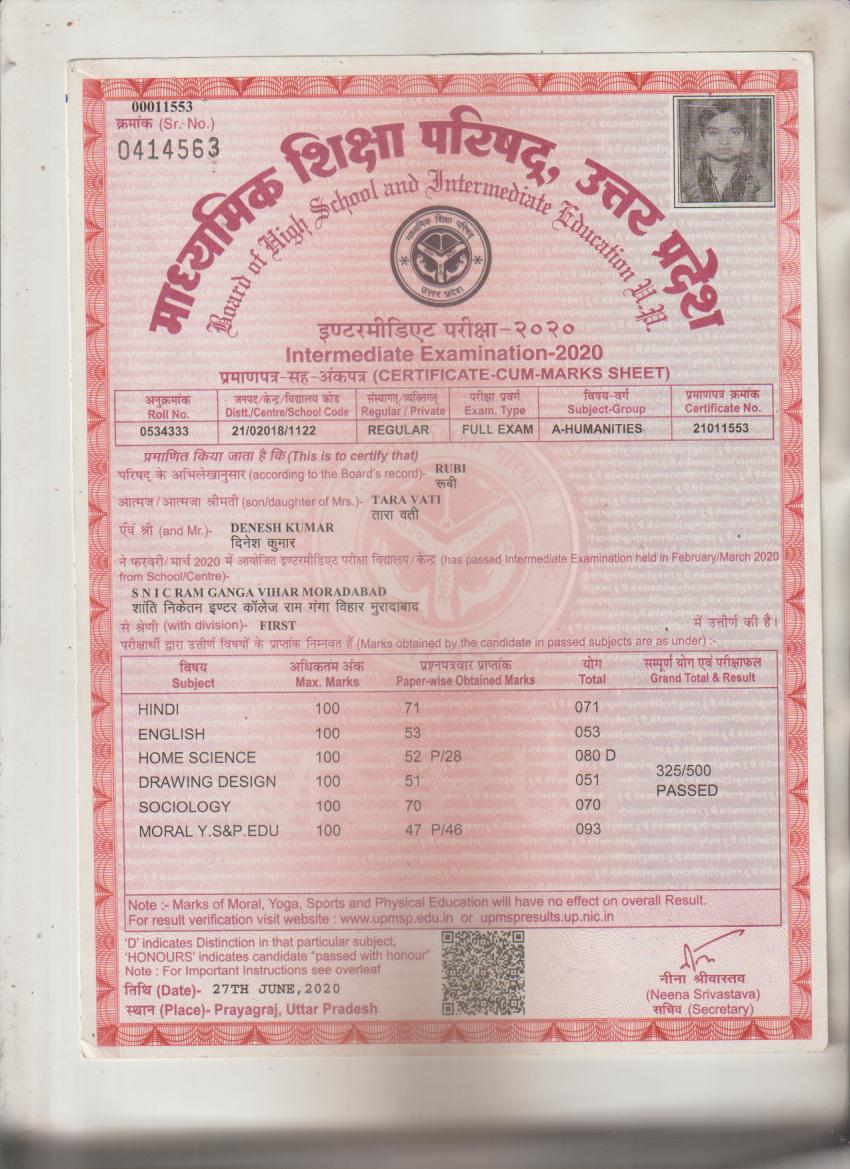 00011553
क्रमांक (Sr. No.)
0414563
माध्यमिक शिक्षा परिषद्, उत्तर प्रदेश
Board of High School and Intermediate Education U.P.
माध्यमिक शिक्षा परिषद्
उत्तर प्रदेश
इण्टरमीडिएट परीक्षा-२०२०
Intermediate Examination-2020
प्रमाणपत्र-सह-अंकपत्र (CERTIFICATE-CUM-MARKS SHEET)
अनुक्रमांक जनपद/केन्द्र/विद्यालय कोड संस्थागत/व्यक्तिगत परीक्षा प्रवर्ग विषय-वर्ग प्रमाणपत्र क्रमांक
Roll No. Distt./Centre/School Code Regular / Private Exam. Type Subject-Group Certificate No.
0534333 21/02018/1122 REGULAR FULL EXAM A-HUMANITIES 21011553
प्रमाणित किया जाता है कि (This is to certify that)
परिषद के अभिलेखानुसार (according to the Board's record)- RUBI
रूबी
आत्मज/आत्मजा श्रीमती (son/daughter of Mrs.)- TARA VATI
तारा वती
एवं श्री (and Mr.)- DENESH KUMAR
दिनेश कुमार
ने फरवरी/मार्च 2020 में आयोजित इण्टरमीडिएट परीक्षा विद्यालय/केन्द्र (has passed Intermediate Examination held in February/March 2020
from School/Centre)-
S N I C RAM GANGA VIHAR MORADABAD
शांति निकेतन इण्टर कॉलेज राम गंगा विहार मुरादाबाद
से श्रेणी (with division)- FIRST में उत्तीर्ण की है।
परीक्षार्थी द्वारा उत्तीर्ण विषयों के प्राप्तांक निम्नवत हैं (Marks obtained by the candidate in passed subjects are as under) :-
विषय अधिकतम अंक प्रश्नपत्रवार प्राप्तांक योग सम्पूर्ण योग एवं परीक्षाफल
Subject Max. Marks Paper-wise Obtained Marks Total Grand Total & Result
HINDI 100 71 071
ENGLISH 100 53 053
HOME SCIENCE 100 52 P/28 080 D
325/500
DRAWING DESIGN 100 51 051
PASSED
SOCIOLOGY 100 70 070
MORAL Y.S&P.EDU 100 47 P/46 093
Note :- Marks of Moral, Yoga, Sports and Physical Education will have no effect on overall Result.
For result verification visit website : www.upmsp.edu.in or upmspresults.up.nic.in
'D' indicates Distinction in that particular subject,
'HONOURS' indicates candidate "passed with honour"
Note : For Important Instructions see overleaf
तिथि (Date)- 27TH JUNE,2020
स्थान (Place)- Prayagraj, Uttar Pradesh
नीना श्रीवास्तव
(Neena Srivastava)
सचिव (Secretary)